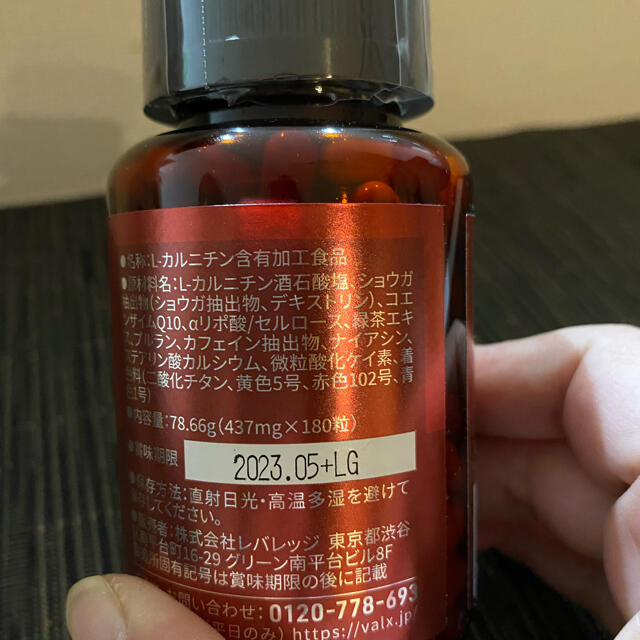 ●名称:L-カルニチン含有加工食品
●原材料名:L-カルニチン酒石酸塩、ショウガ
抽出物(ショウガ抽出物、デキストリン)、コエ
ンザイムQ10、αリポ酸/セルロース、緑茶エキ
ス、プルラン、カフェイン抽出物、ナイアシン、
ステアリン酸カルシウム、微粒酸化ケイ素、着
色料(二酸化チタン、黄色5号、赤色102号、青
色1号)
●内容量:78.66g(437mg×180粒)
●賞味期限 2023.05+LG
●保存方法:直射日光・高温多湿を避けて
保存してください。
●販売者:株式会社レバレッジ 東京都渋谷
16-29 グリーン南平台ビル8F
製造所固有記号は賞味期限の後に記載
お問い合わせ:0120-778-693
(平日のみ) https://valx.jp/